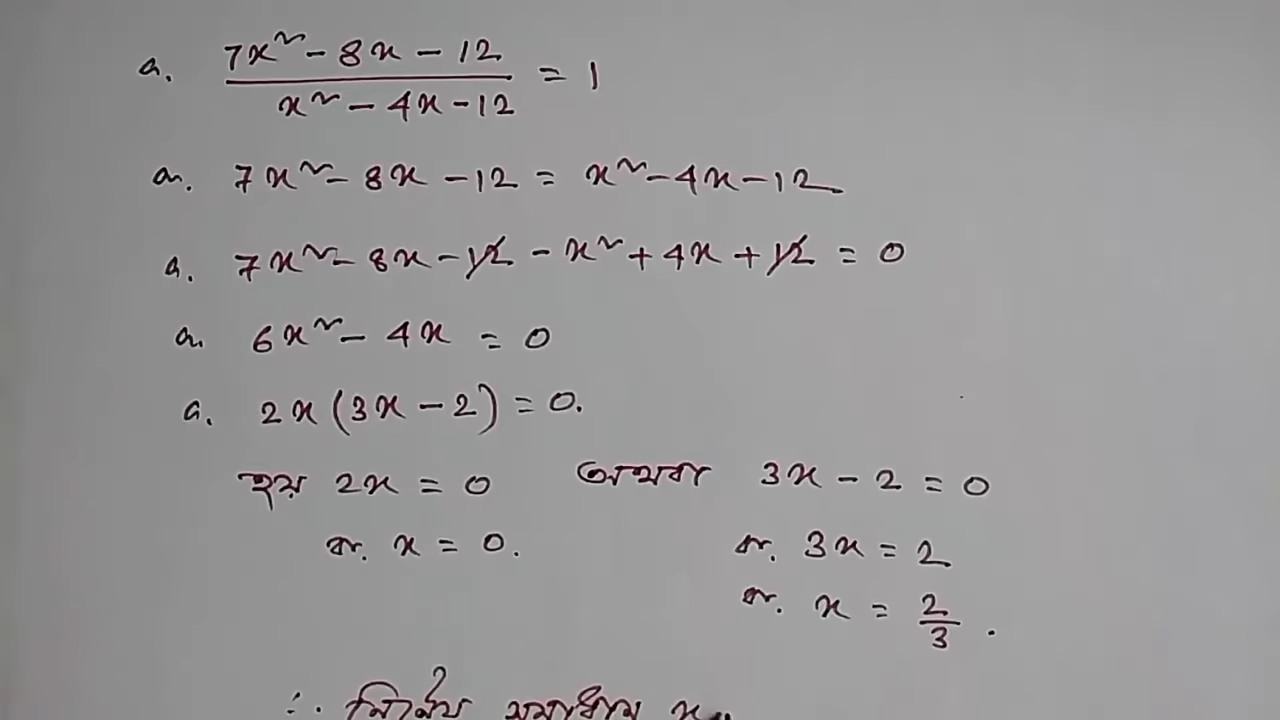 বা, (7x² - 8x - 12)/(x² - 4x - 12) = 1
বা, 7x² - 8x - 12 = x² - 4x - 12
বা, 7x² - 8x - 12 - x² + 4x + 12 = 0
বা, 6x² - 4x = 0
বা, 2x(3x - 2) = 0.
হয় 2x = 0 অথবা 3x - 2 = 0
বা, x = 0. বা, 3x = 2
বা, x = 2/3 .
∴ নির্ণেয় সমাধান x